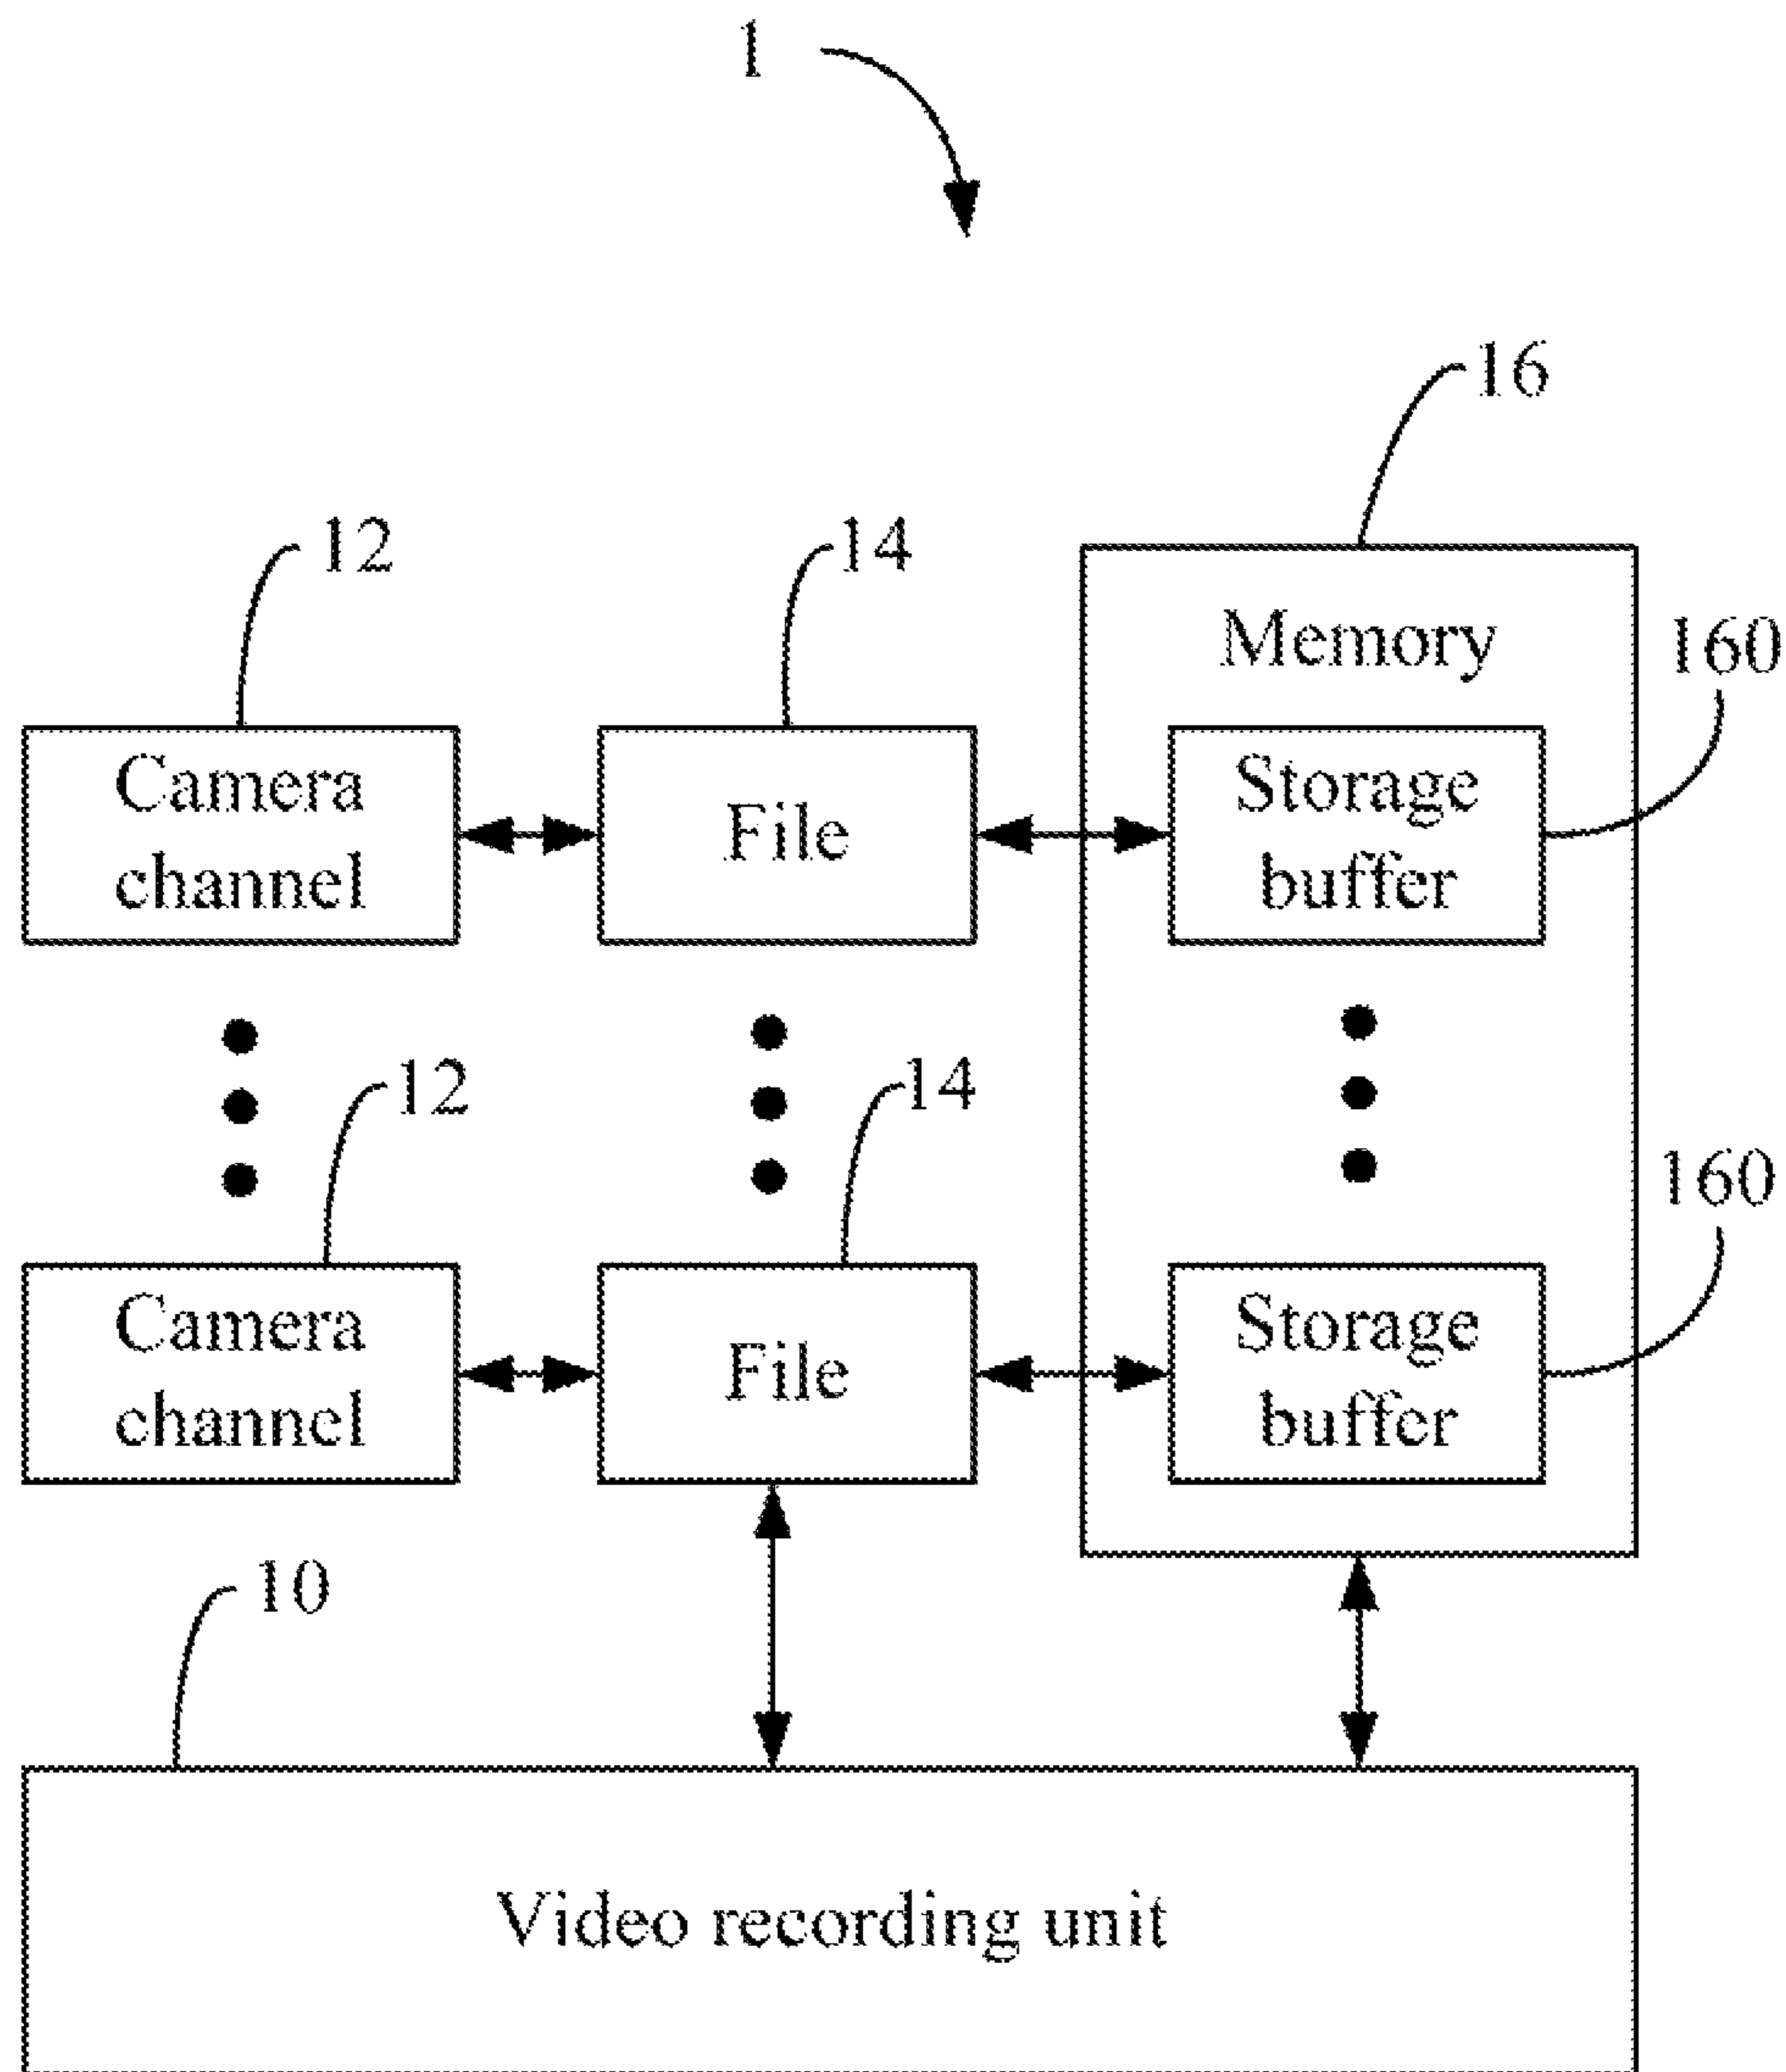 1
16
12
14
Memory
160
Camera
channel
File
Storage
buffer
12
14
160
Camera
channel
File
Storage
buffer
10
Video recording unit